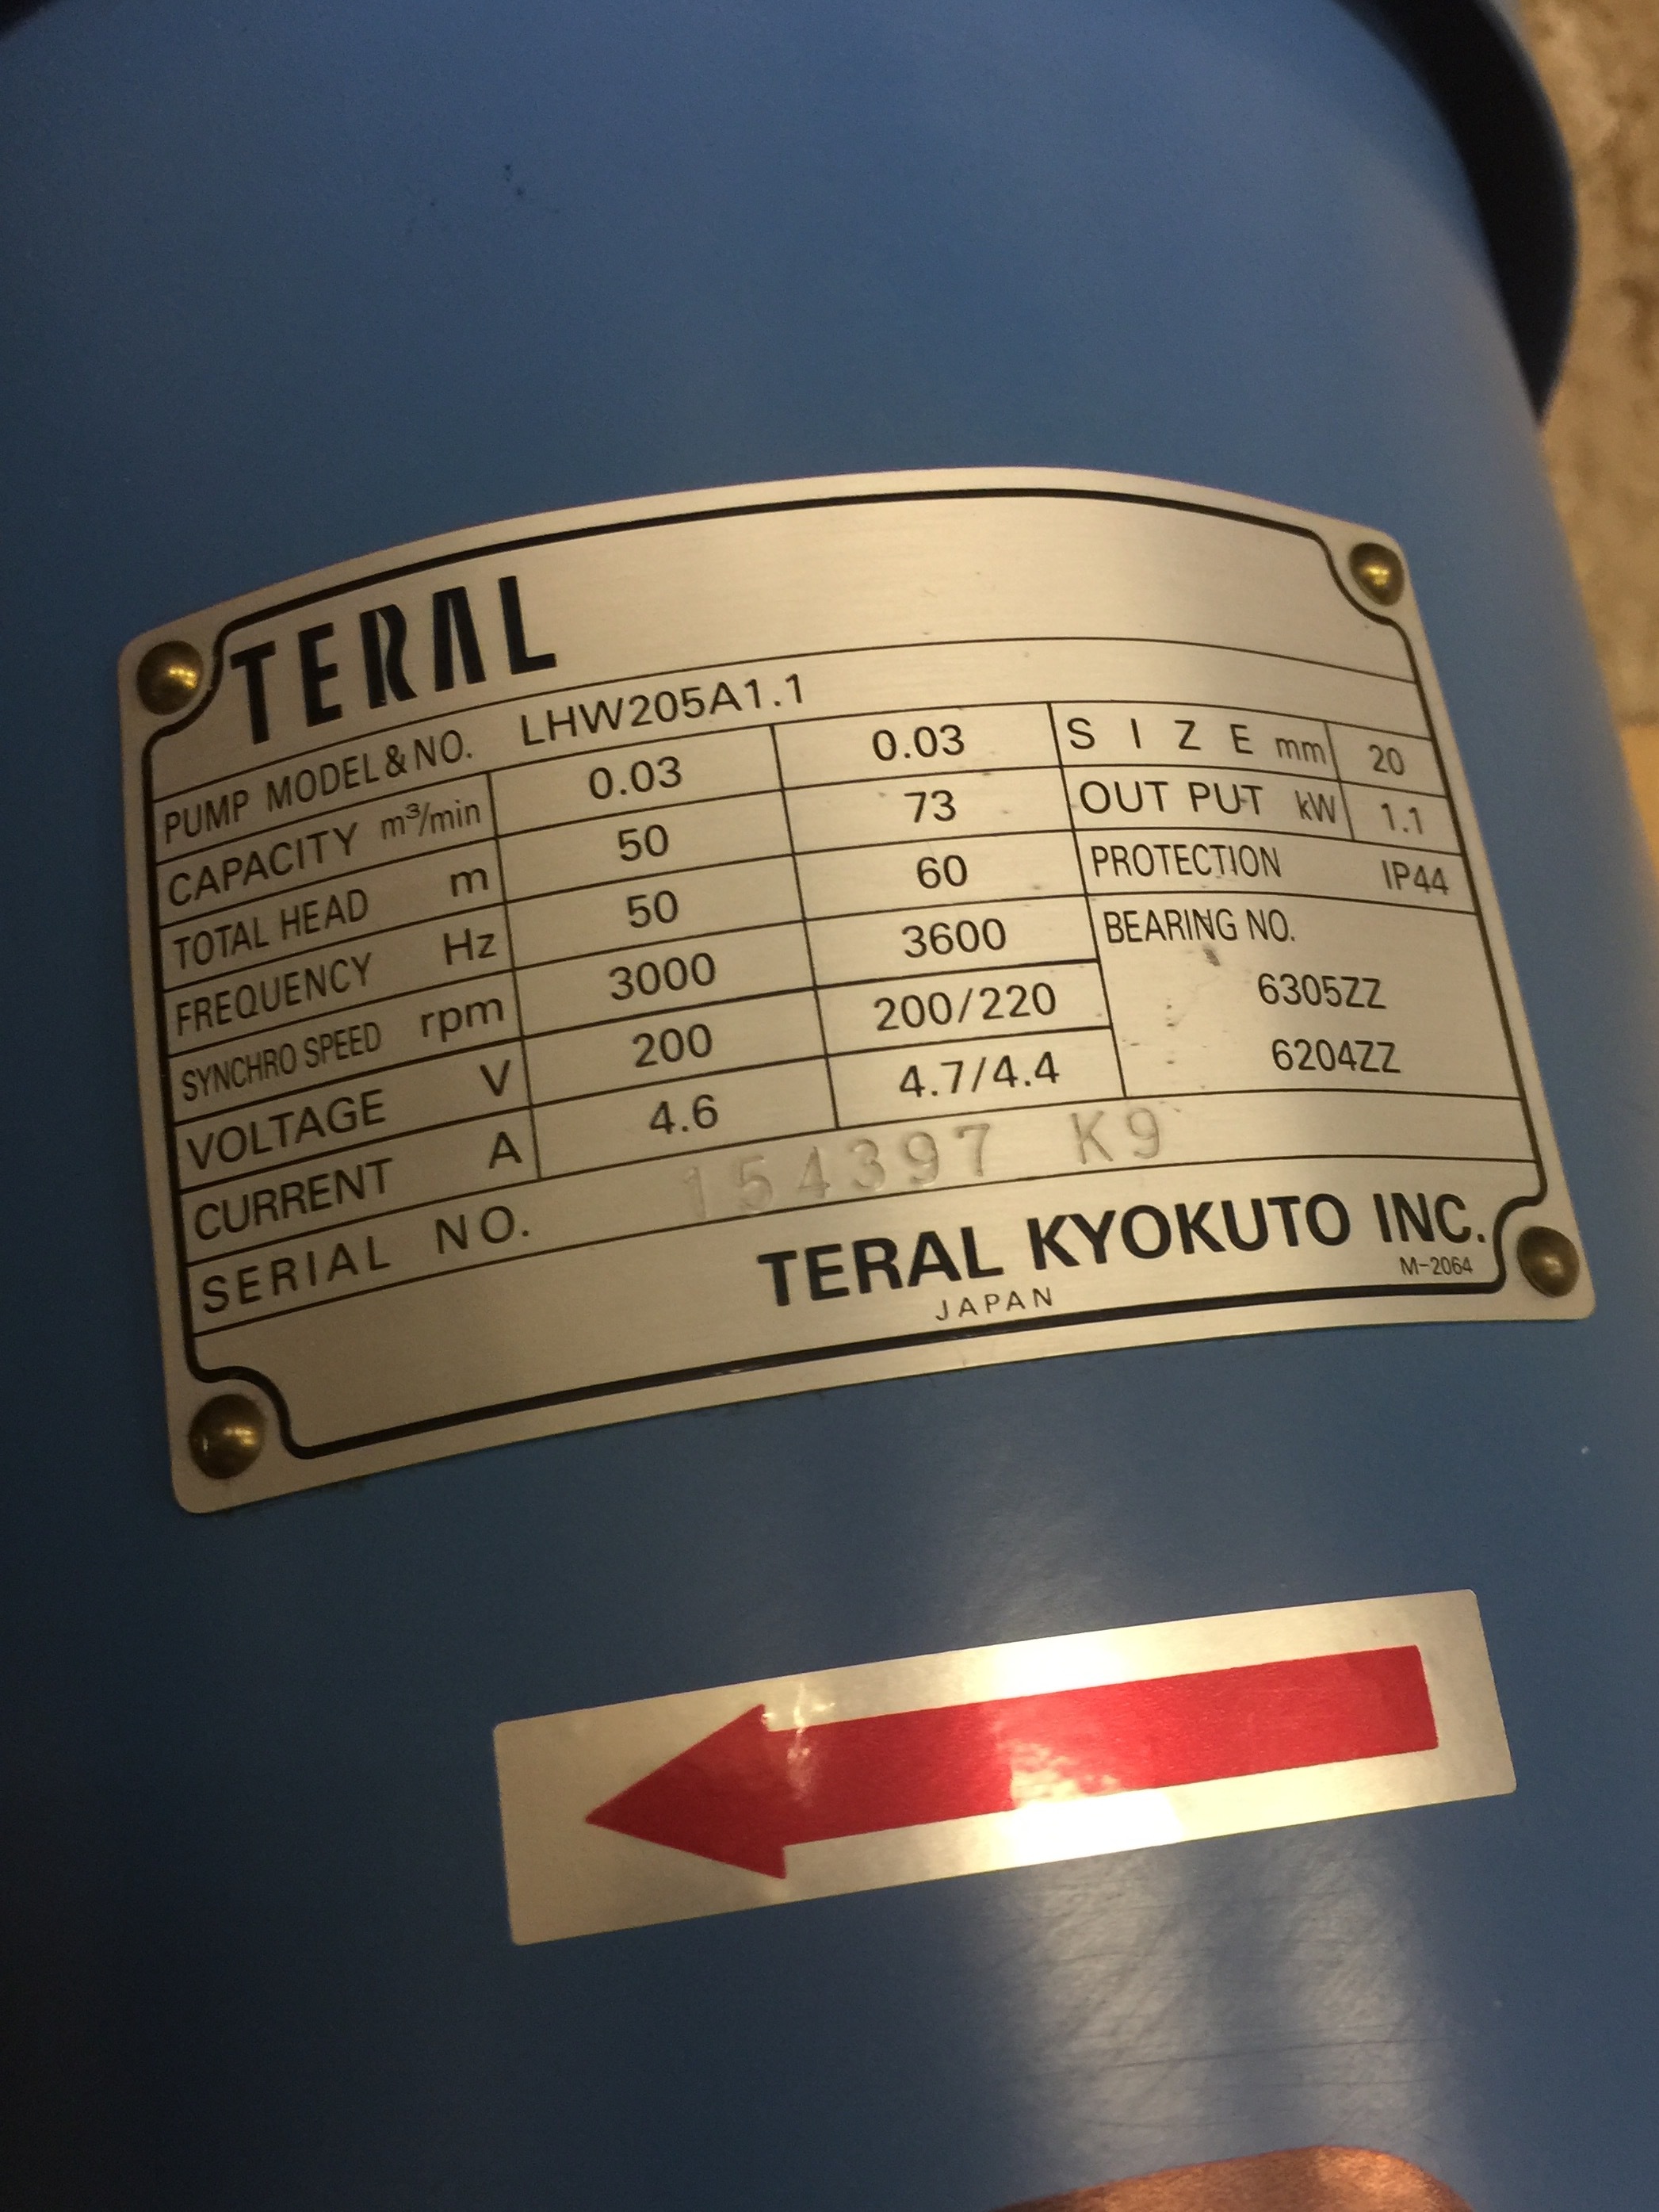 TERAL
PUMP MODEL & NO. LHW205A1.1
CAPACITY m³/min 0.03 0.03 SIZE mm 20
TOTAL HEAD m 50 73 OUT PUT kW 1.1
FREQUENCY Hz 50 60 PROTECTION IP44
SYNCHRO SPEED rpm 3000 3600 BEARING NO.
VOLTAGE V 200 200/220 6305ZZ
CURRENT A 4.6 4.7/4.4 6204ZZ
SERIAL NO. 154397 K9
TERAL KYOKUTO INC.
JAPAN M-2064